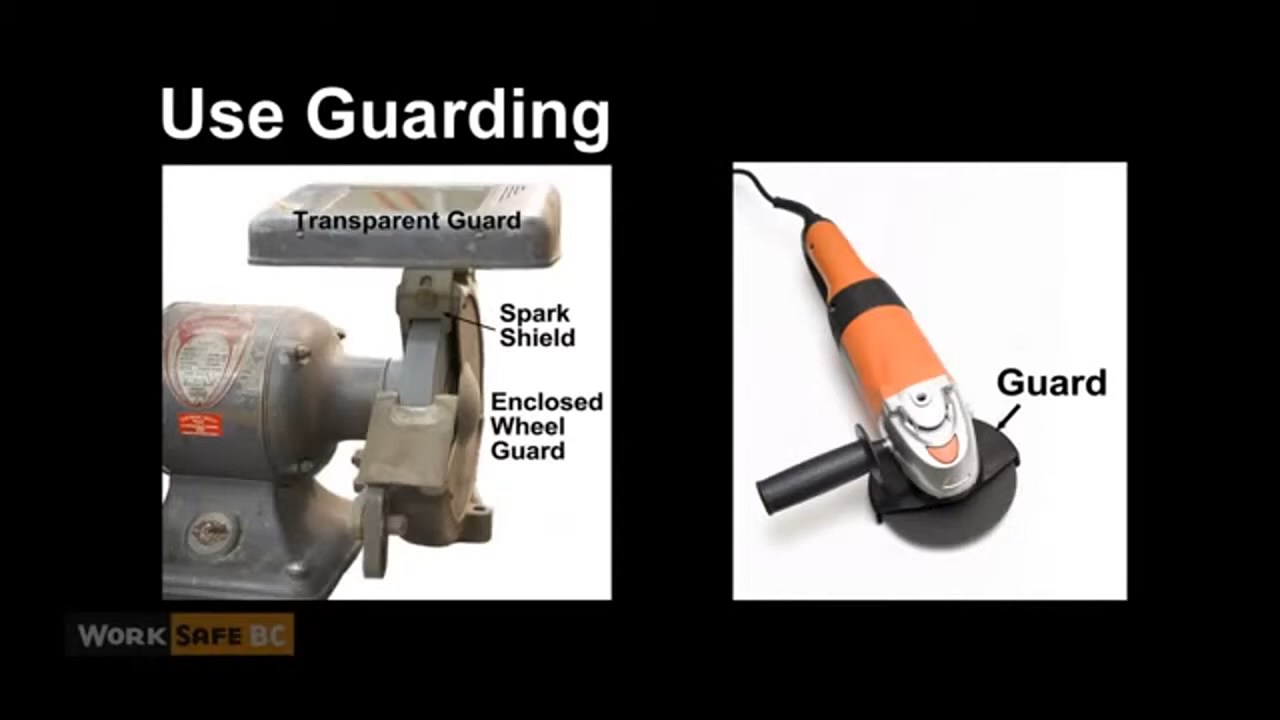 Use Guarding
Transparent Guard
Spark
Shield
Enclosed
Wheel
Guard
Guard
WORK SAFE BC